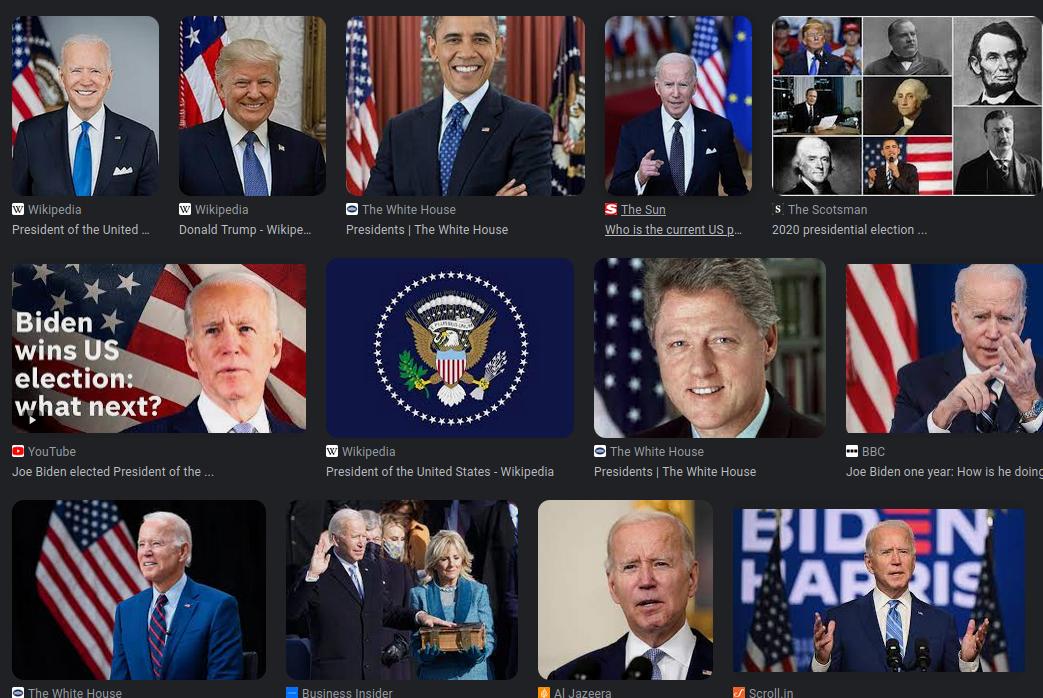 Wikipedia
President of the United ...
Wikipedia
Donald Trump - Wikipe...
The White House
Presidents | The White House
The Sun
Who is the current US p...
S
The Scotsman
2020 presidential election ...
Biden
wins US
election:
what next?
YouTube
Joe Biden elected President of the ...
Wikipedia
President of the United States - Wikipedia
The White House
Presidents | The White House
BBC
Joe Biden one year: How is he doing
BIDEN
HARRIS
The White House
Business Insider
Al Jazeera
Scroll.in